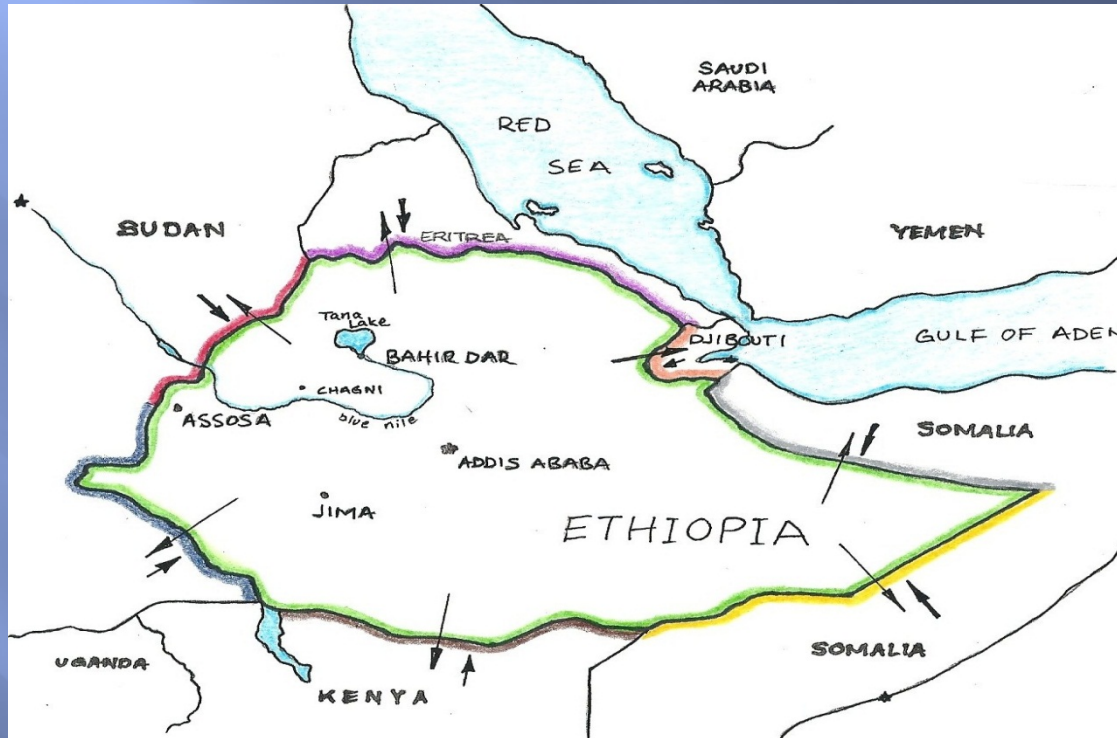 SAUDI
ARABIA
RED
SEA
SUDAN
ERITREA
YEMEN
Tana
Lake
DJIBOUTI
GULF OF ADEN
BAHIR DAR
CHAGNI
blue nile
ASSOSA
SOMALIA
ADDIS ABABA
JIMA
ETHIOPIA
UGANDA
SOMALIA
KENYA